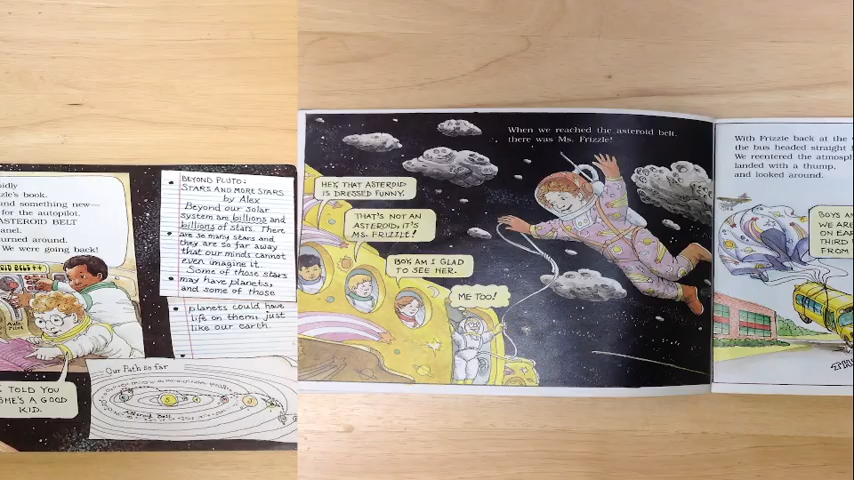 idly
zle's book.
nd something new—
for the autopilot.
ASTEROID BELT
anel.
urned around.
We were going back!
OID BELT
TOLD YOU
SHE'S A GOOD
KID.
BEYOND PLUTO:
STARS AND MORE STARS
by Alex
Beyond our solar
system are billions and
billions of stars. There
are so many stars and
they are so far away
that our minds cannot
even imagine it.
Some of those stars
may have planets,
and some of those
planets could have
life on them, just
like our earth.
Our Path so far
Asteroid Belt
When we reached the asteroid belt,
there was Ms. Frizzle!
HEY, THAT ASTEROID
IS DRESSED FUNNY.
THAT'S NOT AN
ASTEROID, IT'S
MS. FRIZZLE!
BOY, AM I GLAD
TO SEE HER.
ME TOO!
With Frizzle back at the
the bus headed straight
We reentered the atmosp
landed with a thump,
and looked around.
BOYS AN
WE ARE
ON EAR
THIRD
FROM